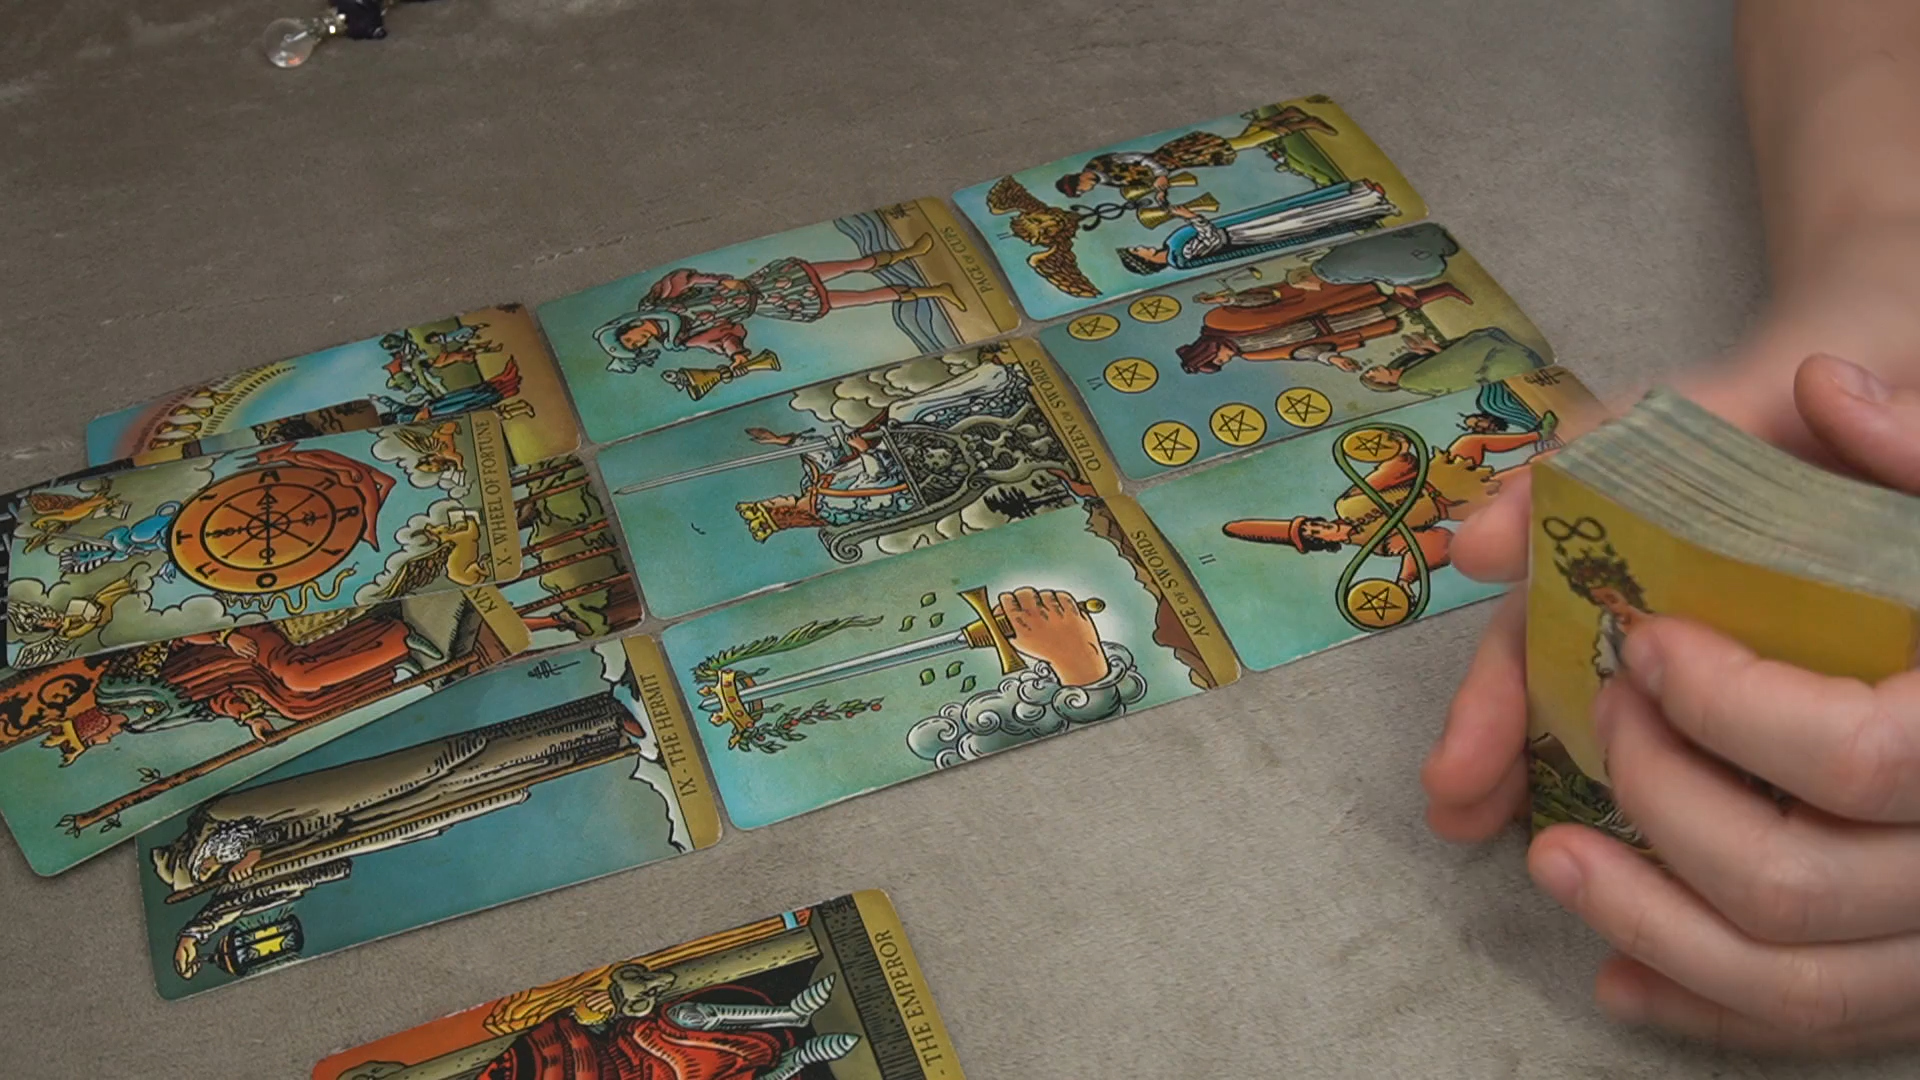 II
PAGE OF CUPS
VI
QUEEN OF SWORDS
X - WHEEL OF FORTUNE
II
ACE OF SWORDS
KIN
IX - THE HERMIT
- THE EMPEROR